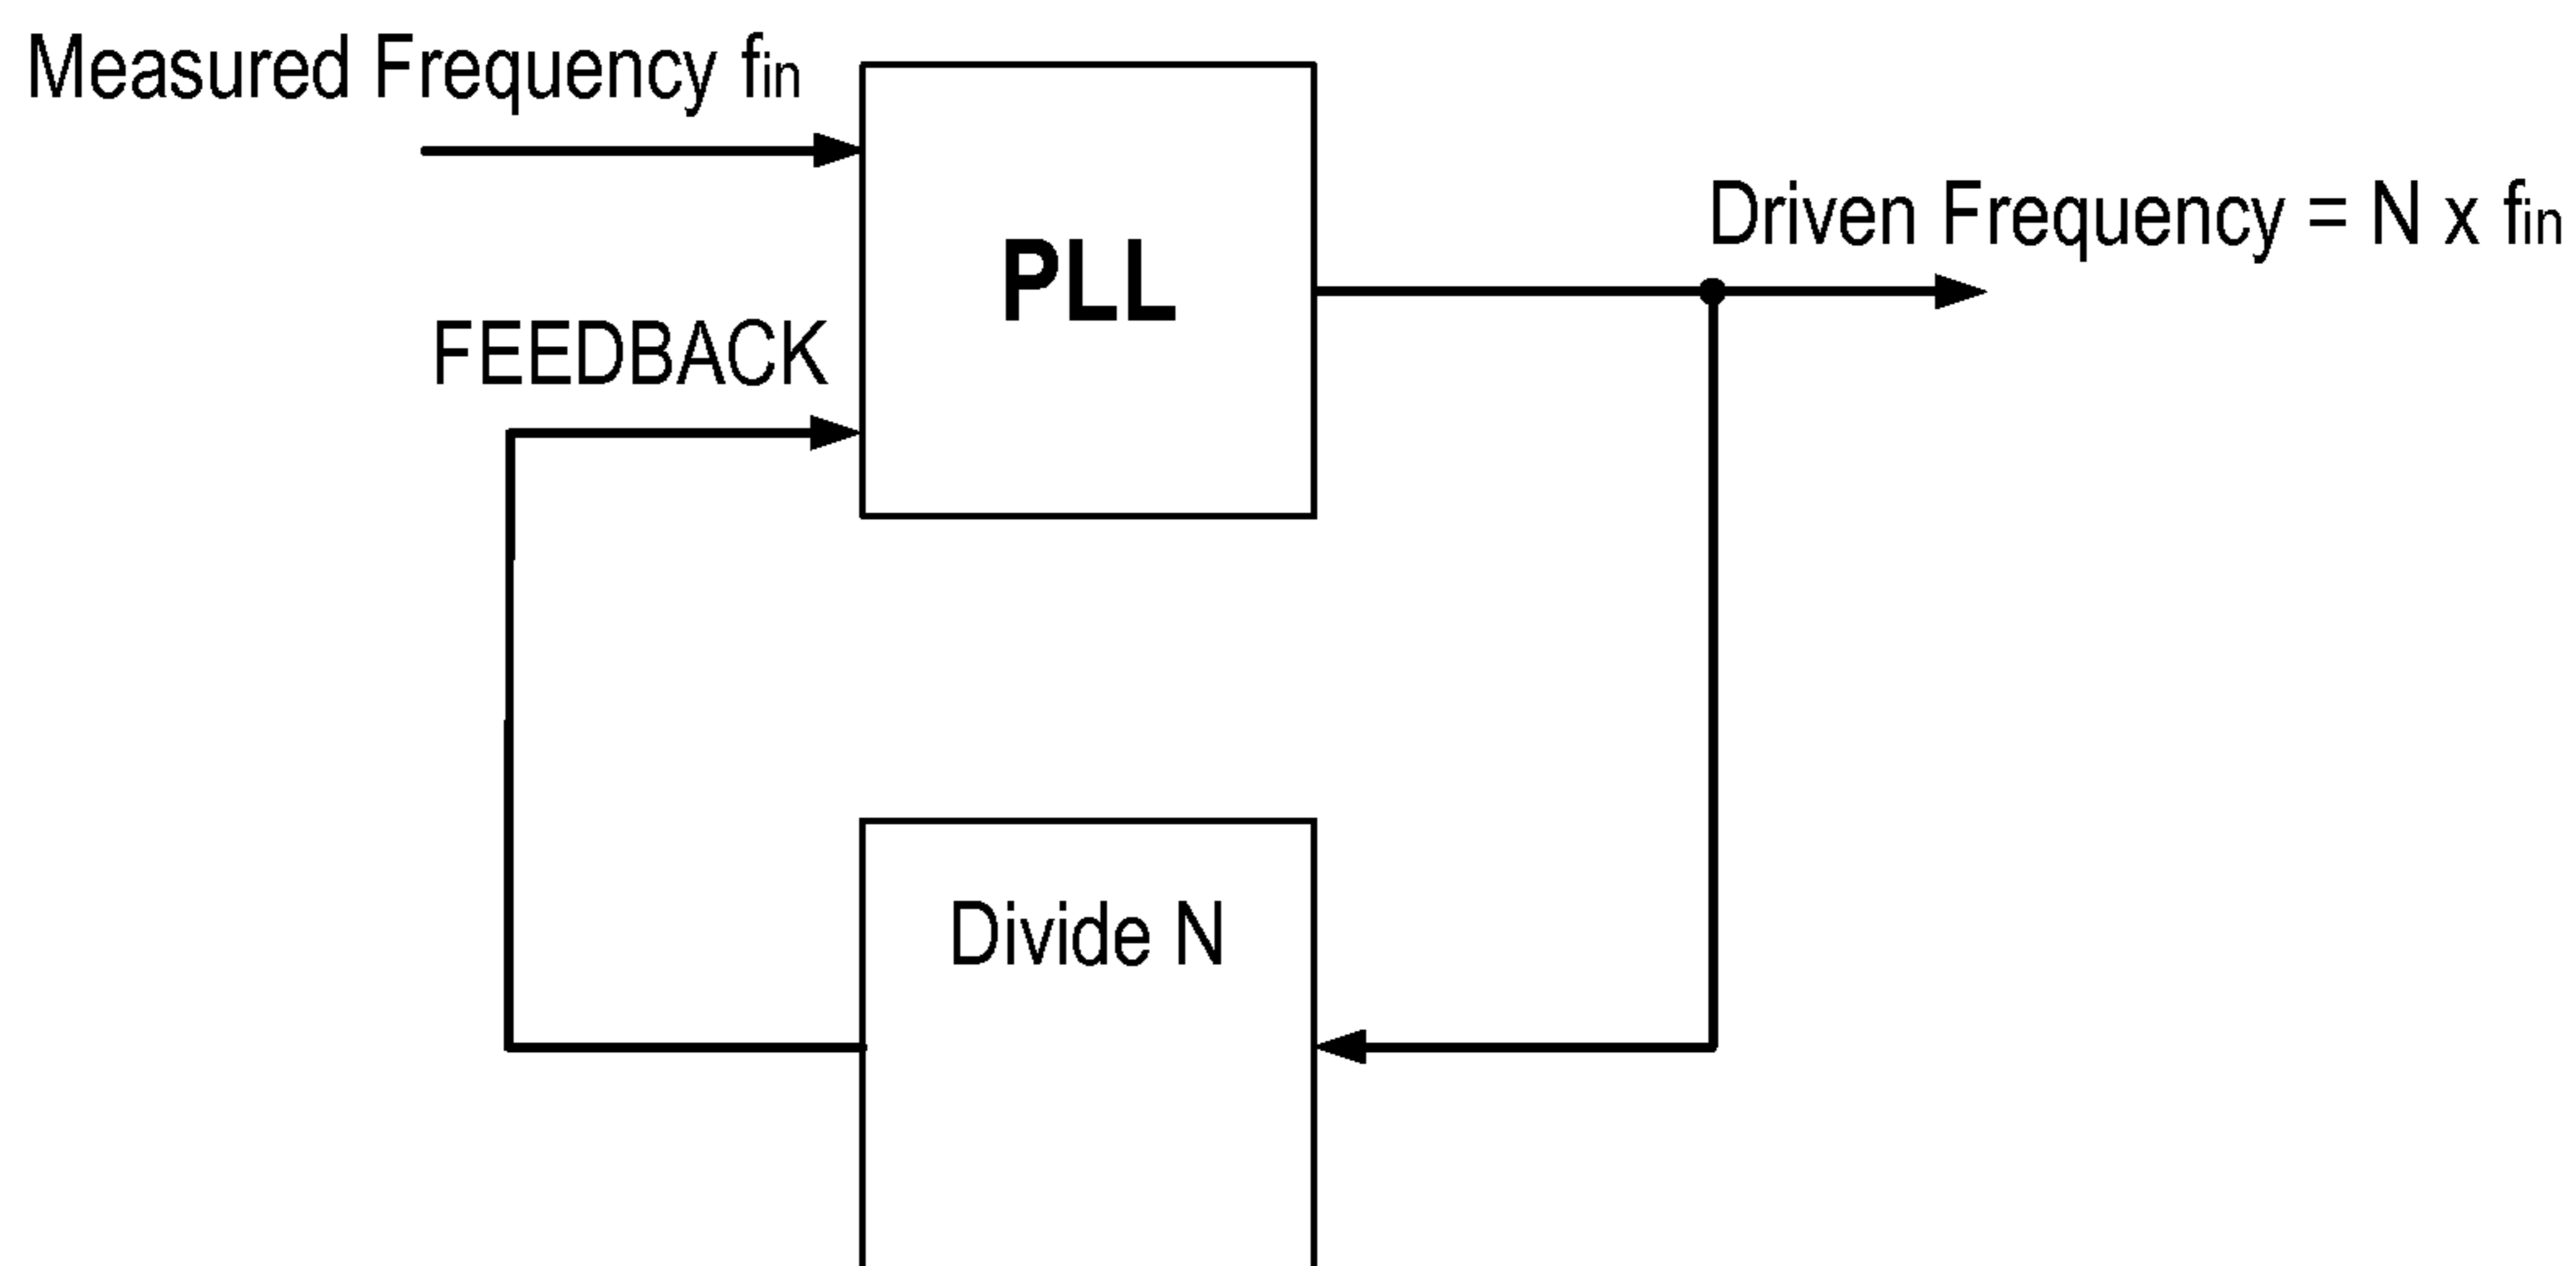 Measured Frequency fin
PLL
Driven Frequency = N x fin
FEEDBACK
Divide N